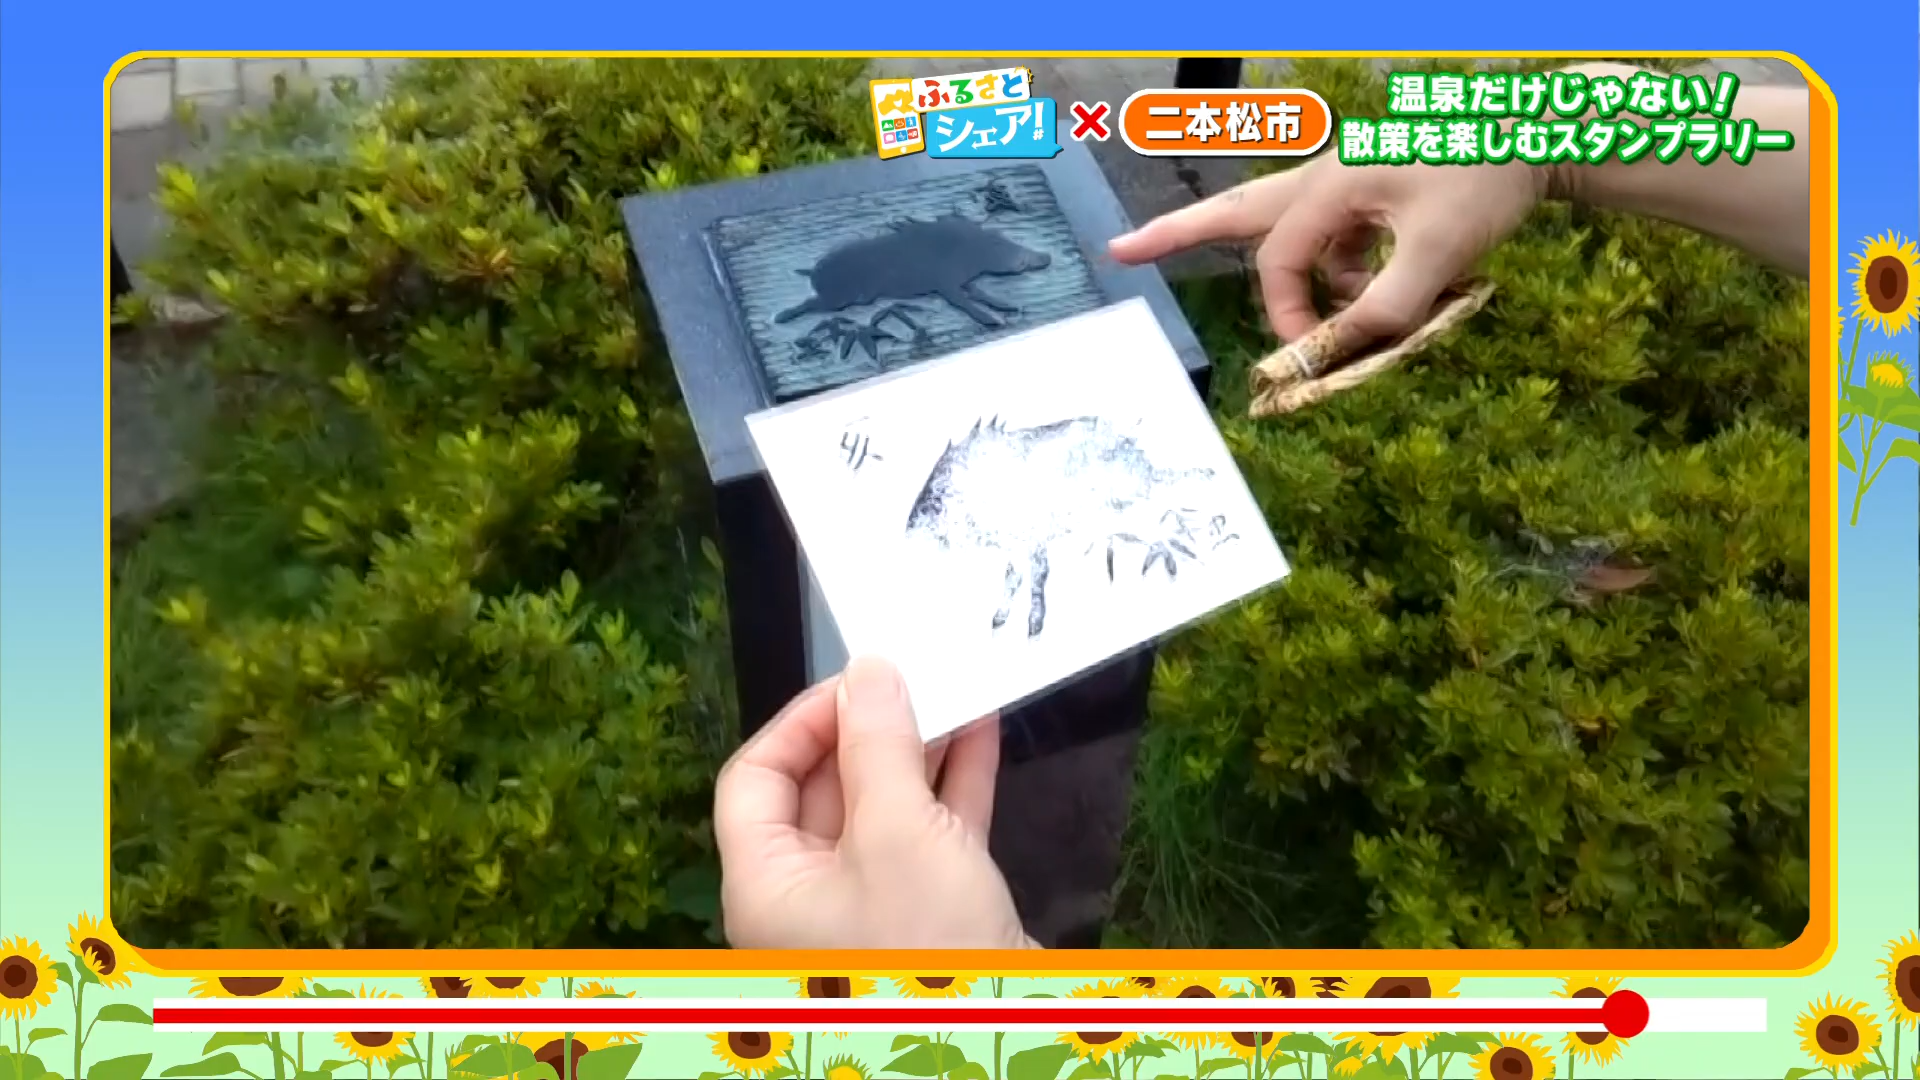 ふるさと
シェア!
×
二本松市
温泉だけじゃない!
散策を楽しむスタンプラリー
亥